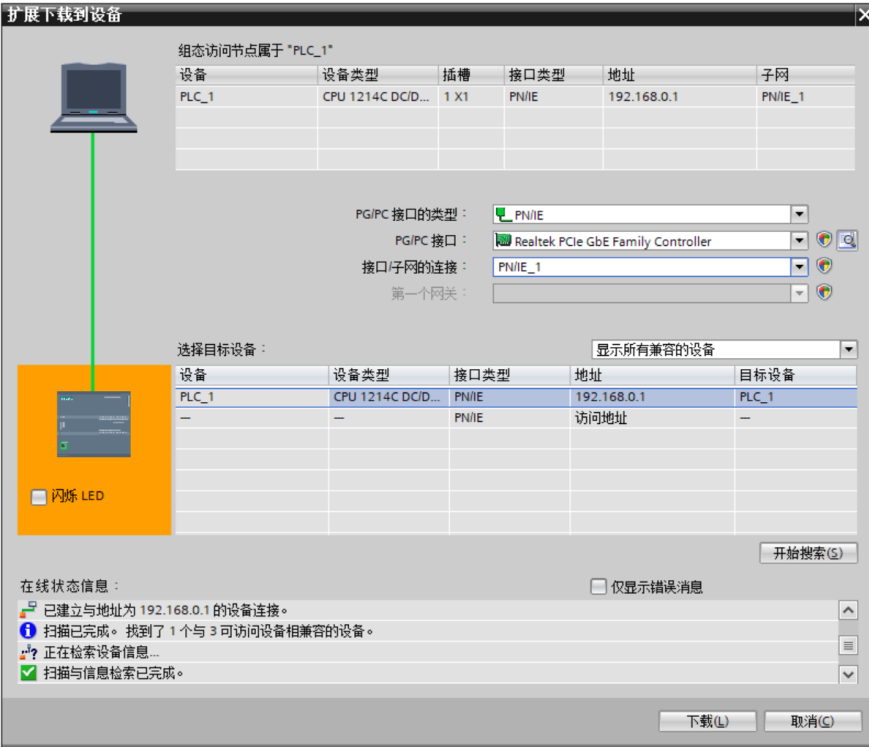 扩展下载到设备
组态访问节点属于 "PLC_1"
设备 设备类型 插槽 接口类型 地址 子网
PLC_1 CPU 1214C DC/D... 1 X1 PN/IE 192.168.0.1 PN/IE_1
PG/PC 接口的类型： PN/IE
PG/PC 接口： Realtek PCIe GbE Family Controller
接口/子网的连接： PN/IE_1
第一个网关：
选择目标设备： 显示所有兼容的设备
设备 设备类型 接口类型 地址 目标设备
PLC_1 CPU 1214C DC/D... PN/IE 192.168.0.1 PLC_1
— — PN/IE 访问地址 —
闪烁 LED
开始搜索(S)
在线状态信息： 仅显示错误消息
已建立与地址为 192.168.0.1 的设备连接。
扫描已完成。找到了 1 个与 3 可访问设备相兼容的设备。
正在检索设备信息...
扫描与信息检索已完成。
下载(L) 取消(C)